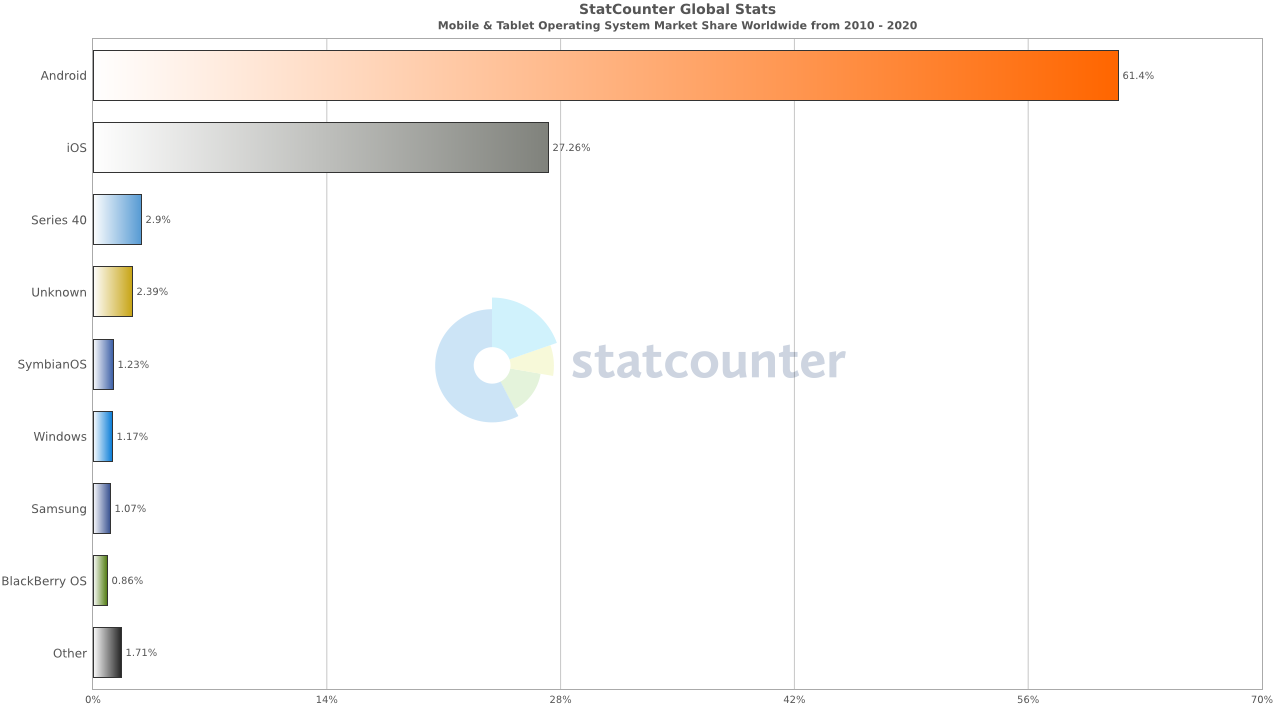 StatCounter Global Stats
Mobile & Tablet Operating System Market Share Worldwide from 2010 - 2020
Android 61.4%
iOS 27.26%
Series 40 2.9%
Unknown 2.39%
SymbianOS 1.23%
statcounter
Windows 1.17%
Samsung 1.07%
BlackBerry OS 0.86%
Other 1.71%
0% 14% 28% 42% 56% 70%